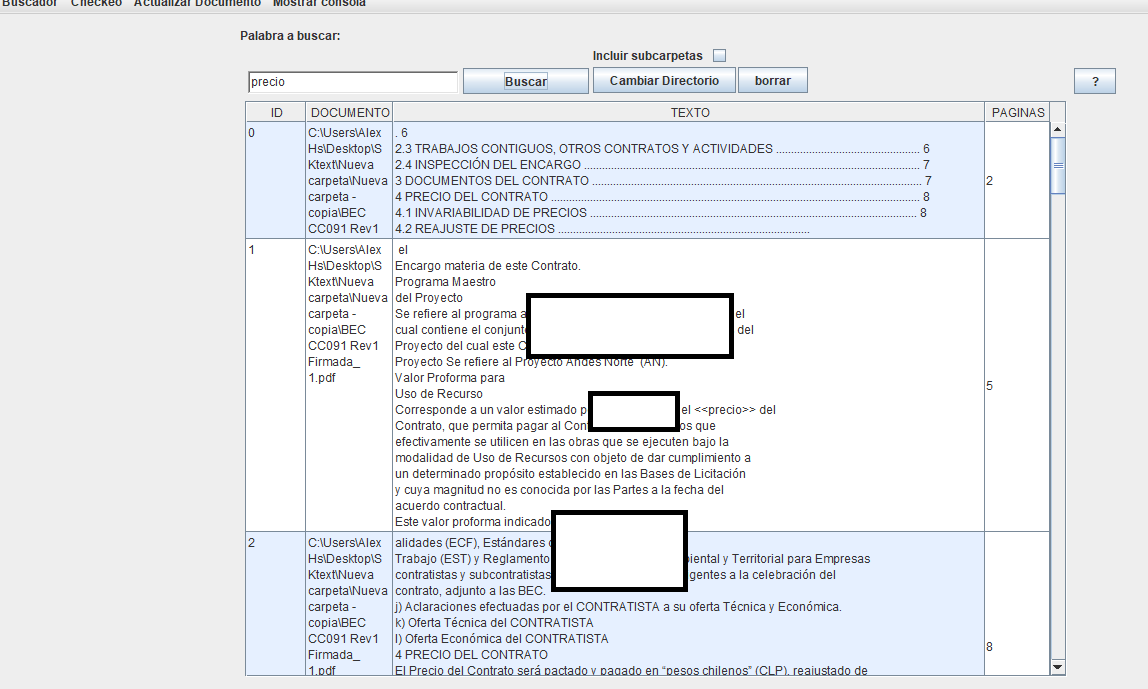 Buscador Checkeo Actualizar Documento Mostrar consola
Palabra a buscar:
Incluir subcarpetas
precio Buscar Cambiar Directorio borrar ?
ID DOCUMENTO TEXTO PAGINAS
0
C:\Users\Alex
Hs\Desktop\S
Ktext\Nueva
carpeta\Nueva
carpeta -
copia\BEC
CC091 Rev1
. 6
2.3 TRABAJOS CONTIGUOS, OTROS CONTRATOS Y ACTIVIDADES ............................................. 6
2.4 INSPECCIÓN DEL ENCARGO ......................................................................................................... 7
3 DOCUMENTOS DEL CONTRATO ....................................................................................................... 7
4 PRECIO DEL CONTRATO .................................................................................................................... 8
4.1 INVARIABILIDAD DE PRECIOS ....................................................................................................... 8
4.2 REAJUSTE DE PRECIOS ...............................................................................
2
1
C:\Users\Alex
Hs\Desktop\S
Ktext\Nueva
carpeta\Nueva
carpeta -
copia\BEC
CC091 Rev1
Firmada_
1.pdf
el
Encargo materia de este Contrato.
Programa Maestro
del Proyecto
Se refiere al programa a el
cual contiene el conjunto del
Proyecto del cual este C
Proyecto Se refiere al Proyecto Andes Norte (AN).
Valor Proforma para
Uso de Recurso
Corresponde a un valor estimado p el <<precio>> del
Contrato, que permita pagar al Con os que
efectivamente se utilicen en las obras que se ejecuten bajo la
modalidad de Uso de Recursos con objeto de dar cumplimiento a
un determinado propósito establecido en las Bases de Licitación
y cuya magnitud no es conocida por las Partes a la fecha del
acuerdo contractual.
Este valor proforma indicado
5
2
C:\Users\Alex
Hs\Desktop\S
Ktext\Nueva
carpeta\Nueva
carpeta -
copia\BEC
CC091 Rev1
Firmada_
1.pdf
alidades (ECF), Estándares
Trabajo (EST) y Reglamento biental y Territorial para Empresas
contratistas y subcontratistas gentes a la celebración del
contrato, adjunto a las BEC.
j) Aclaraciones efectuadas por el CONTRATISTA a su oferta Técnica y Económica.
k) Oferta Técnica del CONTRATISTA
l) Oferta Económica del CONTRATISTA
4 PRECIO DEL CONTRATO
El Precio del Contrato será pactado y pagado en “pesos chilenos” (CLP), reajustado de
8